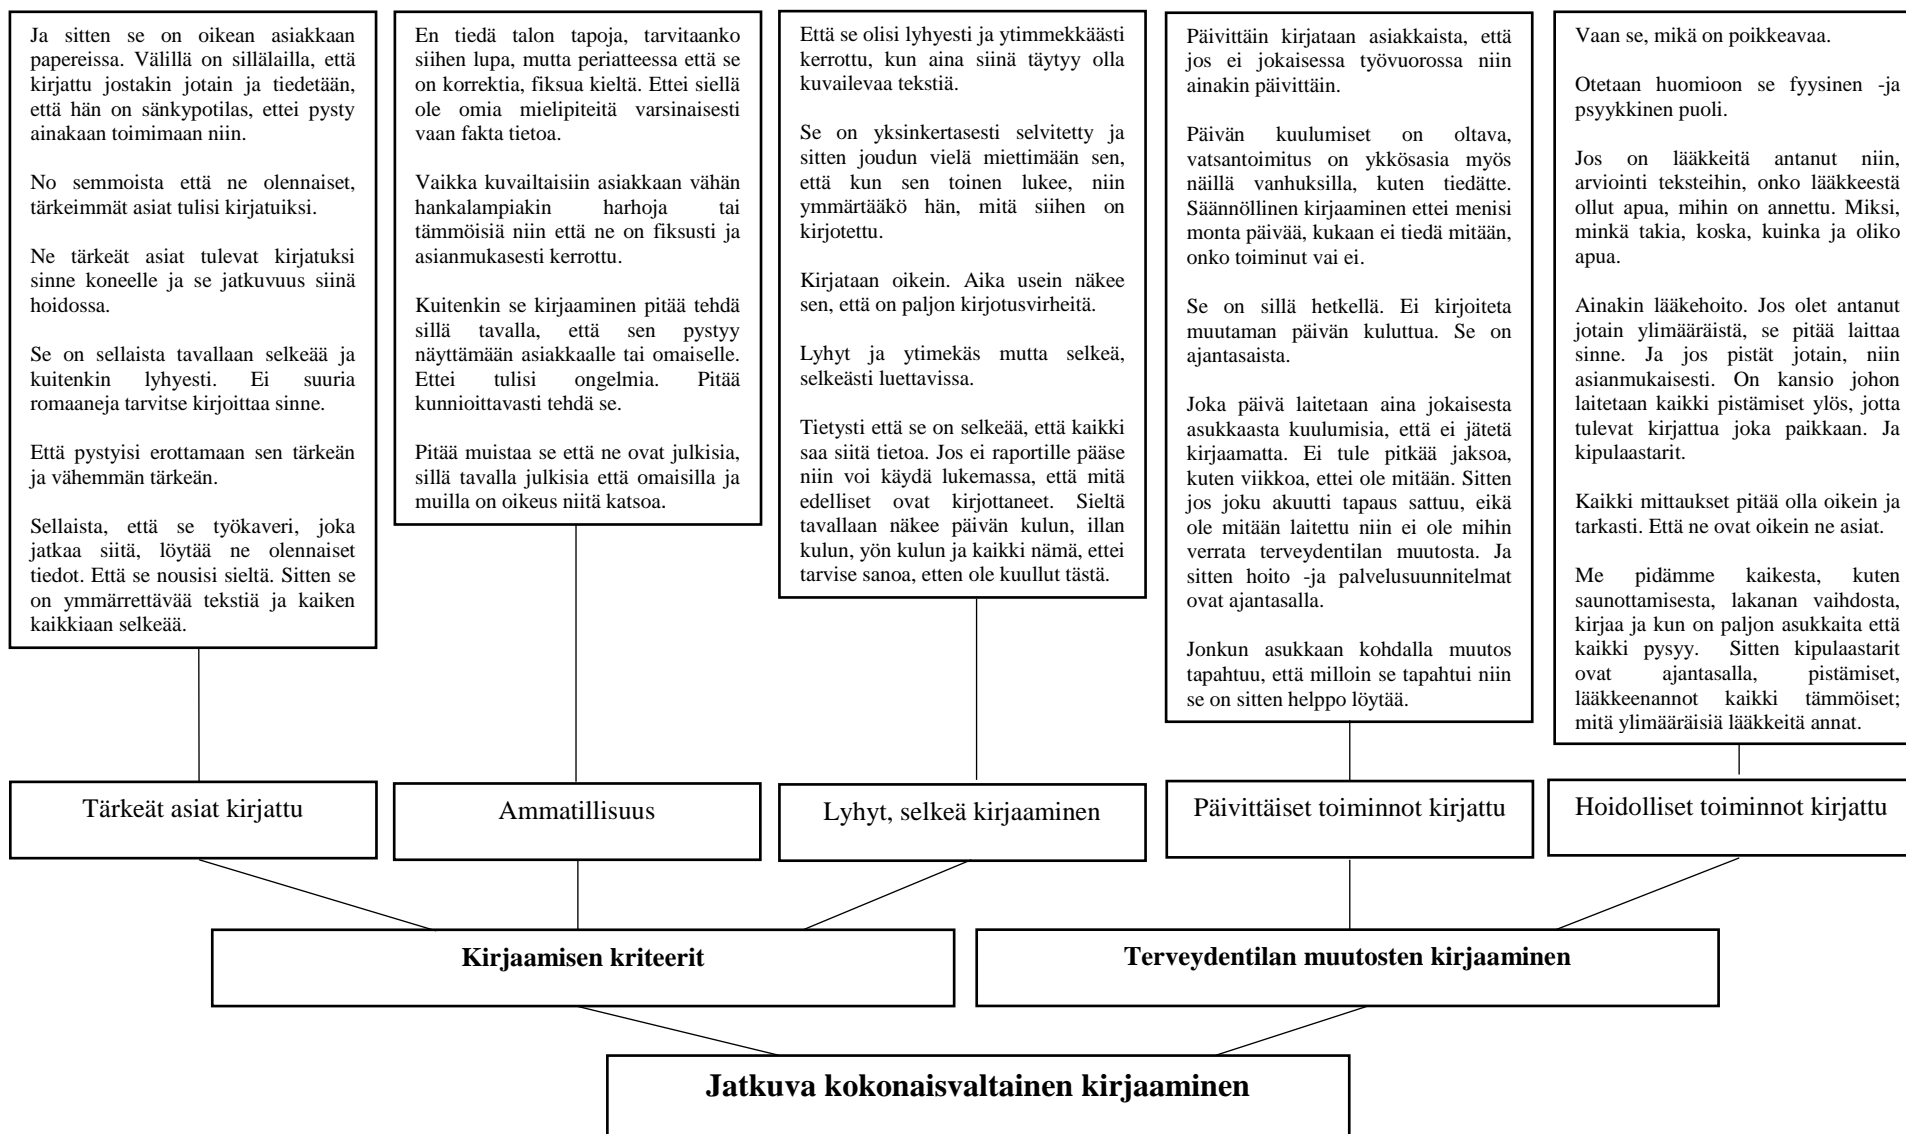 Ja sitten se on oikean asiakkaan
papereissa. Välillä on sillälailla, että
kirjattu jostakin jotain ja tiedetään,
että hän on sänkypotilas, ettei pysty
ainakaan toimimaan niin.
No semmoista että ne olennaiset,
tärkeimmät asiat tulisi kirjatuiksi.
Ne tärkeät asiat tulevat kirjatuksi
sinne koneelle ja se jatkuvuus siinä
hoidossa.
Se on sellaista tavallaan selkeää ja
kuitenkin lyhyesti. Ei suuria
romaaneja tarvitse kirjoittaa sinne.
Että pystyisi erottamaan sen tärkeän
ja vähemmän tärkeän.
Sellaista, että se työkaveri, joka
jatkaa siitä, löytää ne olennaiset
tiedot. Että se nousisi sieltä. Sitten se
on ymmärrettävää tekstiä ja kaiken
kaikkiaan selkeää.
En tiedä talon tapoja, tarvitaanko
siihen lupa, mutta periatteessa että se
on korrektia, fiksua kieltä. Ettei siellä
ole omia mielipiteitä varsinaisesti
vaan fakta tietoa.
Vaikka kuvailtaisiin asiakkaan vähän
hankalampiakin harhoja tai
tämmöisiä niin että ne on fiksusti ja
asianmukasesti kerrottu.
Kuitenkin se kirjaaminen pitää tehdä
sillä tavalla, että sen pystyy
näyttämään asiakkaalle tai omaiselle.
Ettei tulisi ongelmia. Pitää
kunnioittavasti tehdä se.
Pitää muistaa se että ne ovat julkisia,
sillä tavalla julkisia että omaisilla ja
muilla on oikeus niitä katsoa.
Että se olisi lyhyesti ja ytimmekkäästi
kerrottu, kun aina siinä täytyy olla
kuvailevaa tekstiä.
Se on yksinkertasesti selvitetty ja
sitten joudun vielä miettimään sen,
että kun sen toinen lukee, niin
ymmärtääkö hän, mitä siihen on
kirjotettu.
Kirjataan oikein. Aika usein näkee
sen, että on paljon kirjotusvirheitä.
Lyhyt ja ytimekäs mutta selkeä,
selkeästi luettavissa.
Tietysti että se on selkeää, että kaikki
saa siitä tietoa. Jos ei raportille pääse
niin voi käydä lukemassa, että mitä
edelliset ovat kirjottaneet. Sieltä
tavallaan näkee päivän kulun, illan
kulun, yön kulun ja kaikki nämä, ettei
tarvise sanoa, etten ole kuullut tästä.
Päivittäin kirjataan asiakkaista, että
jos ei jokaisessa työvuorossa niin
ainakin päivittäin.
Päivän kuulumiset on oltava,
vatsantoimitus on ykkösasia myös
näillä vanhuksilla, kuten tiedätte.
Säännöllinen kirjaaminen ettei menisi
monta päivää, kukaan ei tiedä mitään,
onko toiminut vai ei.
Se on sillä hetkellä. Ei kirjoiteta
muutaman päivän kuluttua. Se on
ajantasaista.
Joka päivä laitetaan aina jokaisesta
asukkaasta kuulumisia, että ei jätetä
kirjaamatta. Ei tule pitkää jaksoa,
kuten viikkoa, ettei ole mitään. Sitten
jos joku akuutti tapaus sattuu, eikä
ole mitään laitettu niin ei ole mihin
verrata terveydentilan muutosta. Ja
sitten hoito -ja palvelusuunnitelmat
ovat ajantasalla.
Jonkun asukkaan kohdalla muutos
tapahtuu, että milloin se tapahtui niin
se on sitten helppo löytää.
Vaan se, mikä on poikkeavaa.
Otetaan huomioon se fyysinen -ja
psyykkinen puoli.
Jos on lääkkeitä antanut niin,
arviointi teksteihin, onko lääkkeestä
ollut apua, mihin on annettu. Miksi,
minkä takia, koska, kuinka ja oliko
apua.
Ainakin lääkehoito. Jos olet antanut
jotain ylimääräistä, se pitää laittaa
sinne. Ja jos pistät jotain, niin
asianmukaisesti. On kansio johon
laitetaan kaikki pistämiset ylös, jotta
tulevat kirjattua joka paikkaan. Ja
kipulaastarit.
Kaikki mittaukset pitää olla oikein ja
tarkasti. Että ne ovat oikein ne asiat.
Me pidämme kaikesta, kuten
saunottamisesta, lakanan vaihdosta,
kirjaa ja kun on paljon asukkaita että
kaikki pysyy. Sitten kipulaastarit
ovat ajantasalla, pistämiset,
lääkkeenannot kaikki tämmöiset;
mitä ylimääräisiä lääkkeitä annat.
Tärkeät asiat kirjattu
Ammatillisuus
Lyhyt, selkeä kirjaaminen
Päivittäiset toiminnot kirjattu
Hoidolliset toiminnot kirjattu
Kirjaamisen kriteerit
Terveydentilan muutosten kirjaaminen
Jatkuva kokonaisvaltainen kirjaaminen